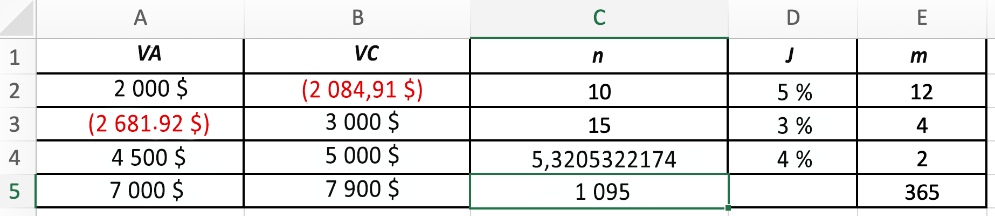 A B C D E
1 VA VC n J m
2 2 000 $ (2 084,91 $) 10 5 % 12
3 (2 681.92 $) 3 000 $ 15 3 % 4
4 4 500 $ 5 000 $ 5,3205322174 4 % 2
5 7 000 $ 7 900 $ 1 095 365